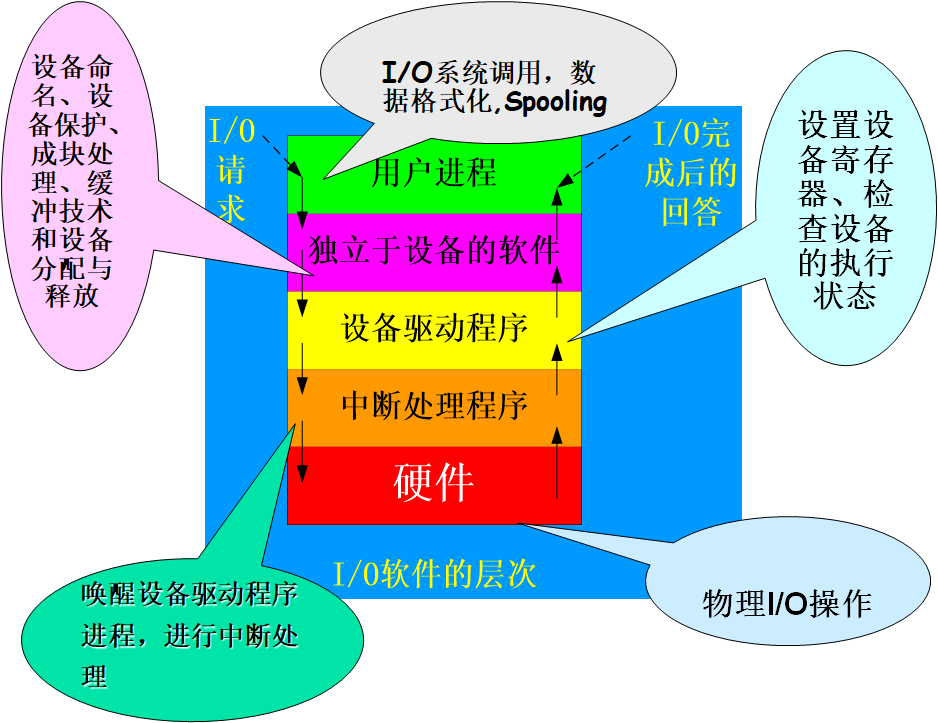 设备命
名、设
备保护、
成块处
理、缓
冲技术
和设备
分配与
释放
I/O系统调用，数
据格式化,Spooling
设置设
备寄存
器、检
查设备
的执行
状态
I/O
请
求
I/O完
成后的
回答
用户进程
独立于设备的软件
设备驱动程序
中断处理程序
硬件
I/O软件的层次
唤醒设备驱动程序
进程，进行中断处
理
物理I/O操作